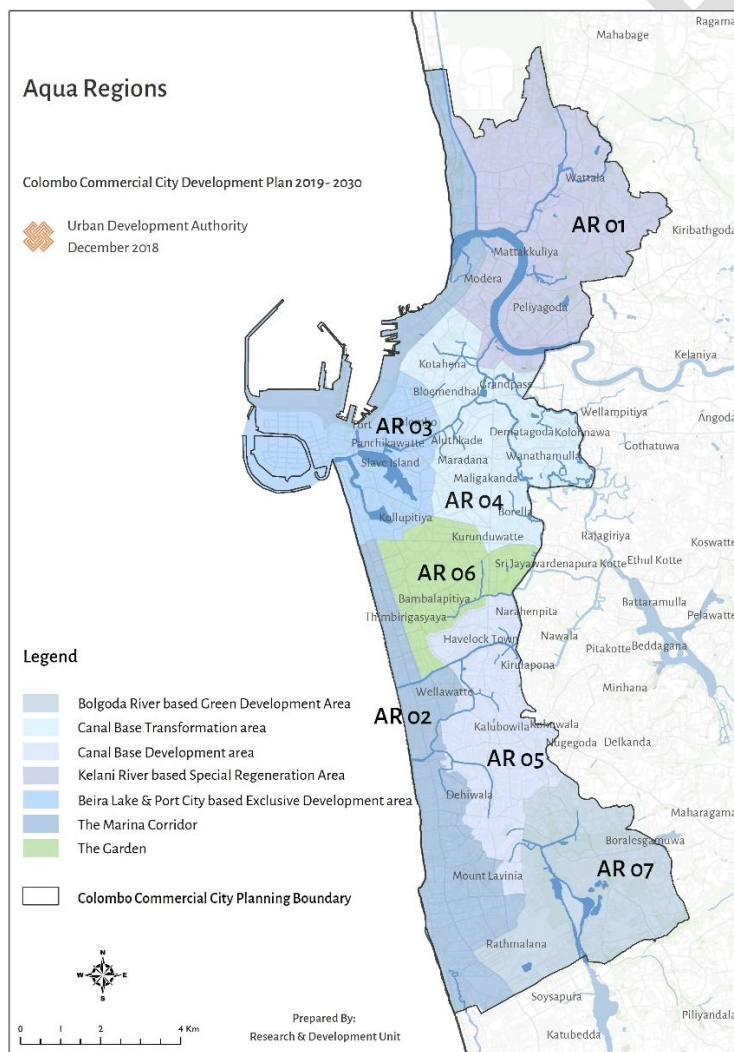 Aqua Regions
Colombo Commercial City Development Plan 2019 - 2030
Urban Development Authority
December 2018
Ragama
Mahabage
Wattala
AR 01
Kiribathgoda
Mattakkuliya
Modera
Peliyagoda
Kelaniya
Kotahena
Bloemendhal
Grandpass
Wellampitiya
Angoda
Fort
AR 03
Panchikawatte
Aluthkade
Dematagoda
Kolonnawa
Gothatuwa
Slave Island
Maradana
Wanathamulla
Maligakanda
AR 04
Borella
Kollupitiya
Kurunduwatte
Rajagiriya
Koswatte
AR 06
Sri Jayawardenapura Kotte
Ethul Kotte
Bambalapitiya
Battaramulla
Pelawatte
Thimbirigasyaya
Narahenpita
Havelock Town
Nawala
Pitakotte
Beddagana
Kirulapona
Mirihana
Wellawatte
AR 02
Kalubowila
Kohuwala
Nugegoda
Delkanda
AR 05
Dehiwala
Maharagama
Boralesgamuwa
AR 07
Mount Lavinia
Rathmalana
Soysapura
Piliyandala
Katubedda
Legend
Bolgoda River based Green Development Area
Canal Base Transformation area
Canal Base Development area
Kelani River based Special Regeneration Area
Beira Lake & Port City based Exclusive Development area
The Marina Corridor
The Garden
Colombo Commercial City Planning Boundary
N
W E
S
0 1 2 4 Km
Prepared By:
Research & Development Unit